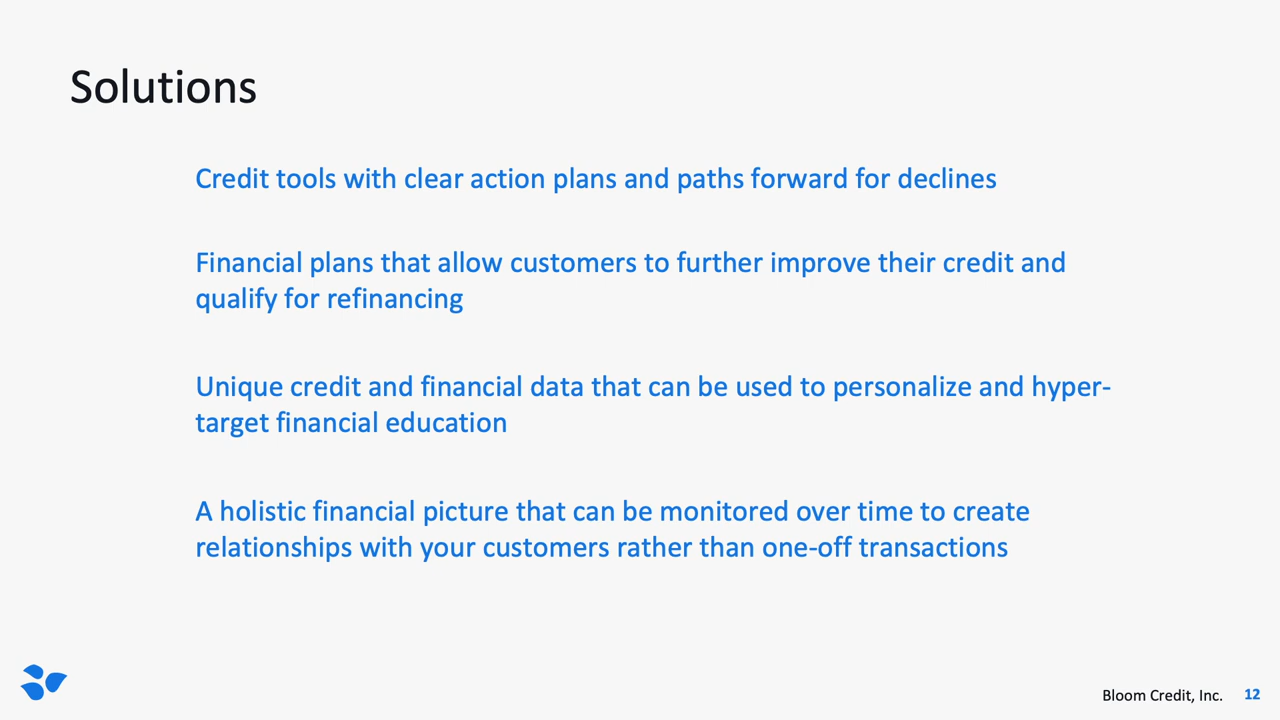 Solutions
Credit tools with clear action plans and paths forward for declines
Financial plans that allow customers to further improve their credit and
qualify for refinancing
Unique credit and financial data that can be used to personalize and hyper-
target financial education
A holistic financial picture that can be monitored over time to create
relationships with your customers rather than one-off transactions
Bloom Credit, Inc. 12